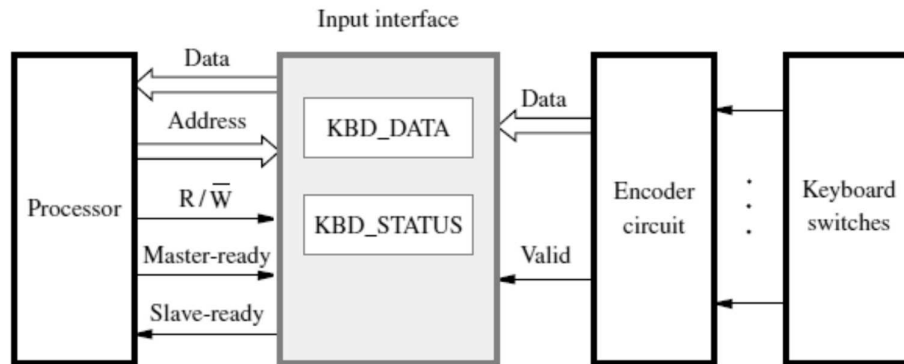 Input interface
Processor
Data
Address
R / W̅
Master-ready
Slave-ready
KBD_DATA
KBD_STATUS
Data
Valid
Encoder
circuit
Keyboard
switches